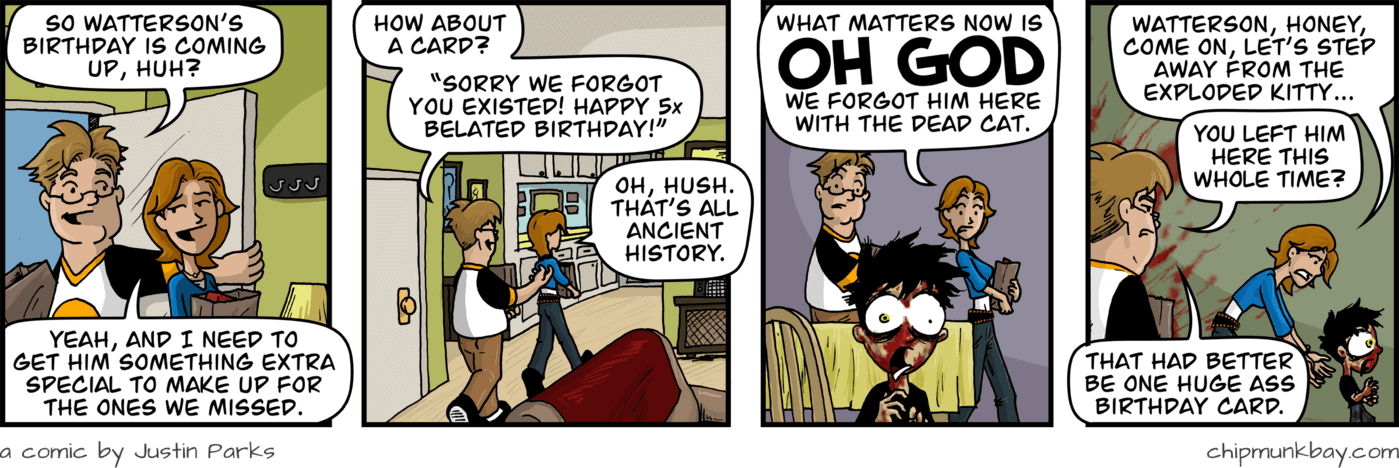 SO WATTERSON'S
BIRTHDAY IS COMING
UP, HUH?
YEAH, AND I NEED TO
GET HIM SOMETHING EXTRA
SPECIAL TO MAKE UP FOR
THE ONES WE MISSED.
HOW ABOUT
A CARD?
"SORRY WE FORGOT
YOU EXISTED! HAPPY 5x
BELATED BIRTHDAY!"
OH, HUSH.
THAT'S ALL
ANCIENT
HISTORY.
WHAT MATTERS NOW IS
OH GOD
WE FORGOT HIM HERE
WITH THE DEAD CAT.
WATTERSON, HONEY,
COME ON, LET'S STEP
AWAY FROM THE
EXPLODED KITTY...
YOU LEFT HIM
HERE THIS
WHOLE TIME?
THAT HAD BETTER
BE ONE HUGE ASS
BIRTHDAY CARD.
a comic by Justin Parks
chipmunkbay.com